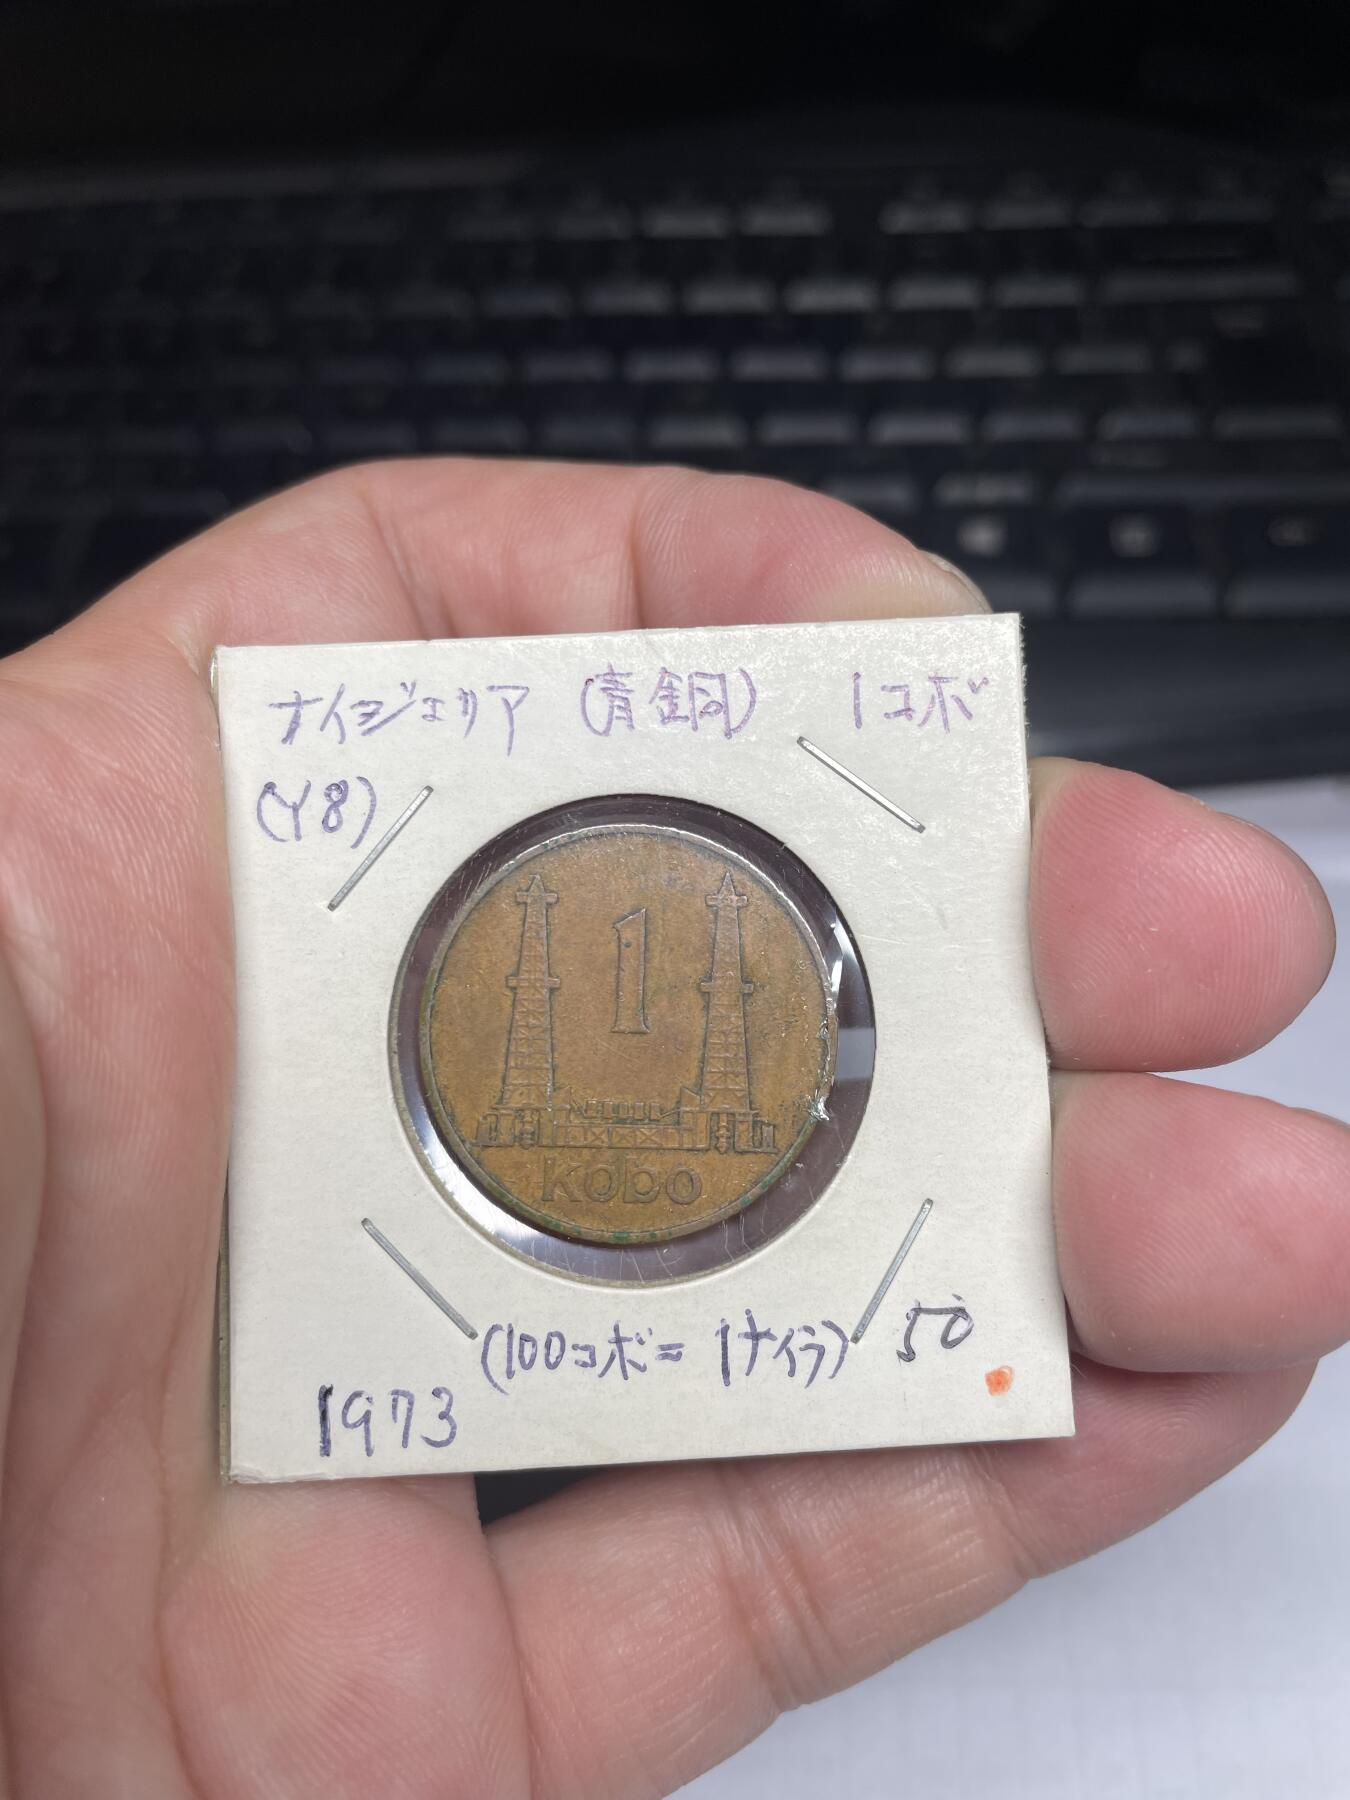 ナイジェリア (青銅) 1コボ
(Y8)
1
kobo
(100コボ= 1ナイラ) 50
1973